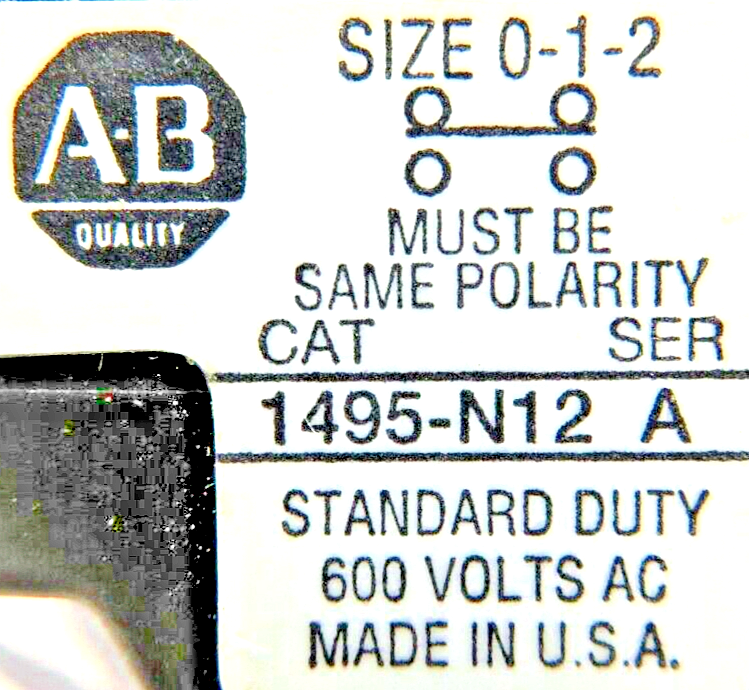 A-B
QUALITY
SIZE 0-1-2
MUST BE
SAME POLARITY
CAT SER
1495-N12 A
STANDARD DUTY
600 VOLTS AC
MADE IN U.S.A.